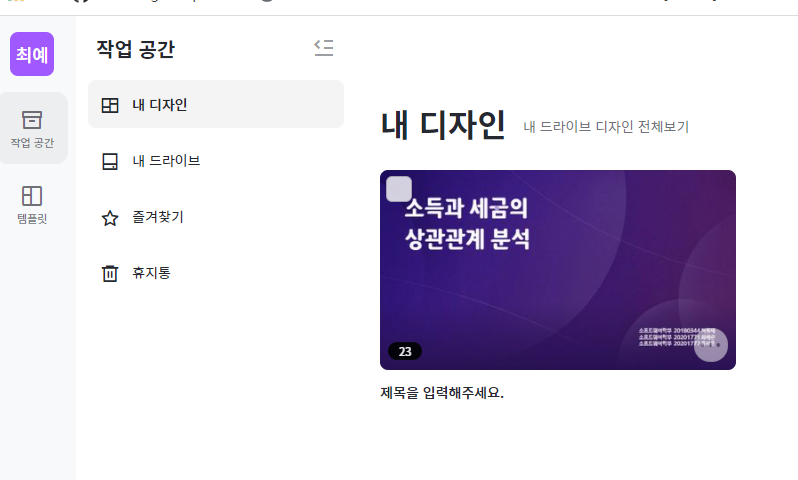 최예
작업 공간
작업 공간
템플릿
내 디자인
내 드라이브
즐겨찾기
휴지통
내 디자인 내 드라이브 디자인 전체보기
소득과 세금의
상관관계 분석
23
제목을 입력해주세요.